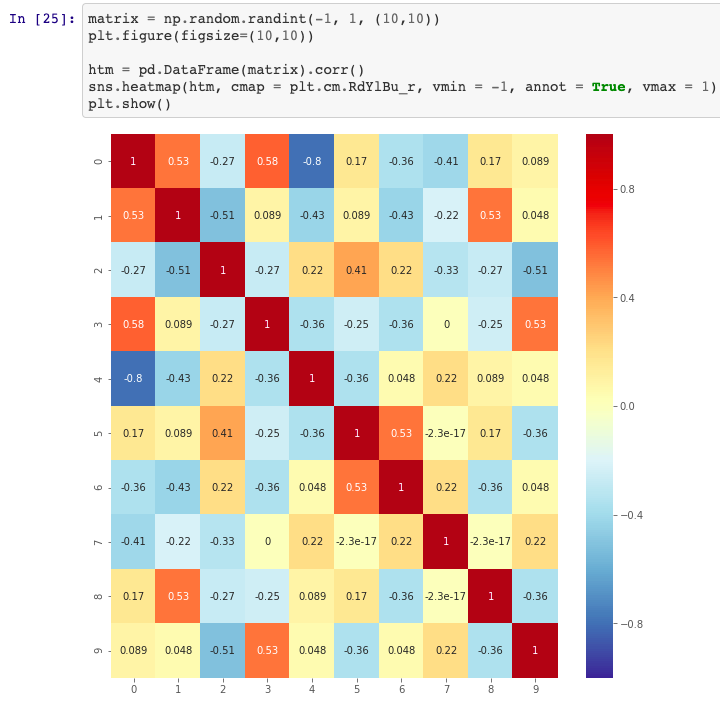 In [25]: matrix = np.random.randint(-1, 1, (10,10))
plt.figure(figsize=(10,10))
htm = pd.DataFrame(matrix).corr()
sns.heatmap(htm, cmap = plt.cm.RdYlBu_r, vmin = -1, annot = True, vmax = 1)
plt.show()
0 1 0.53 -0.27 0.58 -0.8 0.17 -0.36 -0.41 0.17 0.089
1 0.53 1 -0.51 0.089 -0.43 0.089 -0.43 -0.22 0.53 0.048
2 -0.27 -0.51 1 -0.27 0.22 0.41 0.22 -0.33 -0.27 -0.51
3 0.58 0.089 -0.27 1 -0.36 -0.25 -0.36 0 -0.25 0.53
4 -0.8 -0.43 0.22 -0.36 1 -0.36 0.048 0.22 0.089 0.048
5 0.17 0.089 0.41 -0.25 -0.36 1 0.53 -2.3e-17 0.17 -0.36
6 -0.36 -0.43 0.22 -0.36 0.048 0.53 1 0.22 -0.36 0.048
7 -0.41 -0.22 -0.33 0 0.22 -2.3e-17 0.22 1 -2.3e-17 0.22
8 0.17 0.53 -0.27 -0.25 0.089 0.17 -0.36 -2.3e-17 1 -0.36
9 0.089 0.048 -0.51 0.53 0.048 -0.36 0.048 0.22 -0.36 1
0 1 2 3 4 5 6 7 8 9
0.8
0.4
0.0
−0.4
−0.8